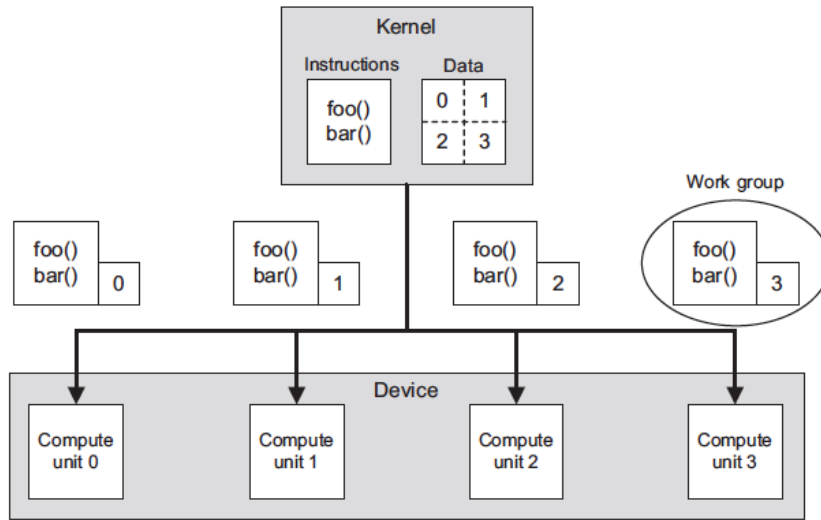 Kernel
Instructions
Data
foo()
bar()
0 1
2 3
Work group
foo()
bar()
0
foo()
bar()
1
foo()
bar()
2
foo()
bar()
3
Device
Compute
unit 0
Compute
unit 1
Compute
unit 2
Compute
unit 3